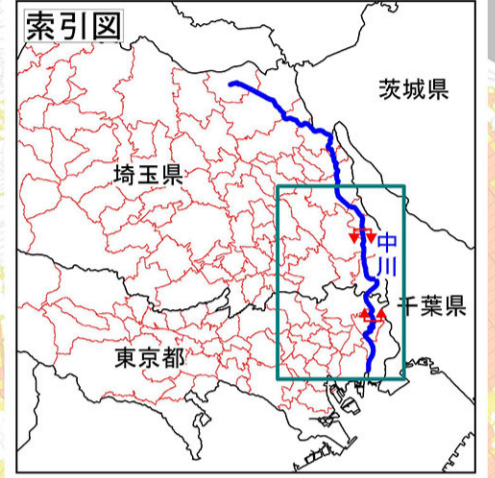 索引図
茨城県
埼玉県
中川
千葉県
東京都